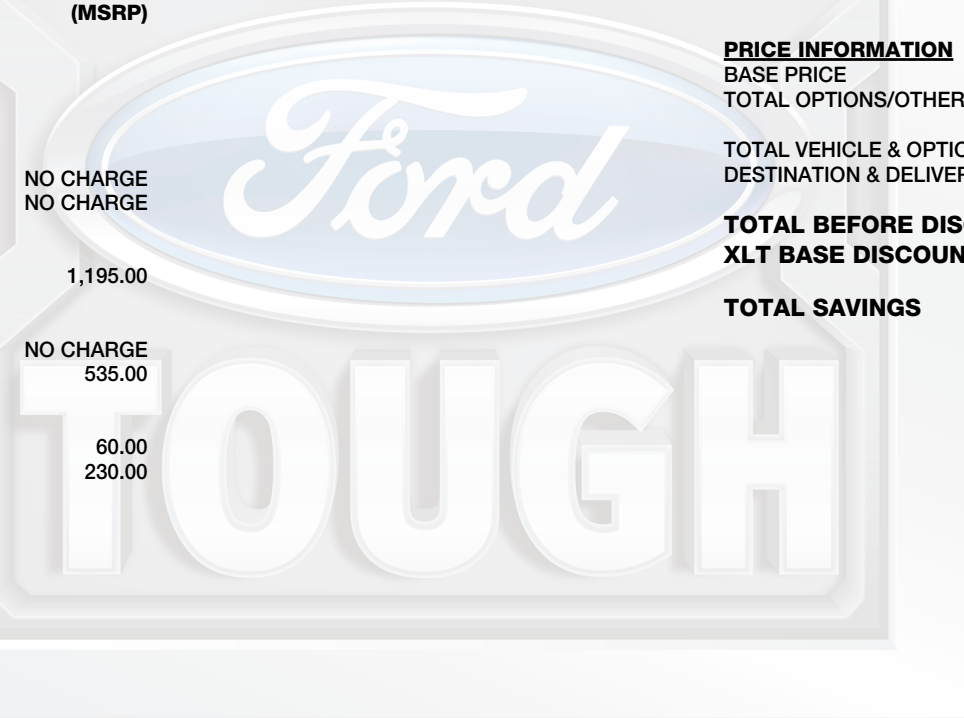 (MSRP)
NO CHARGE
NO CHARGE
1,195.00
NO CHARGE
535.00
60.00
230.00
Ford
TOUGH
PRICE INFORMATION
BASE PRICE
TOTAL OPTIONS/OTHER
TOTAL VEHICLE & OPTIO
DESTINATION & DELIVER
TOTAL BEFORE DIS
XLT BASE DISCOUN
TOTAL SAVINGS